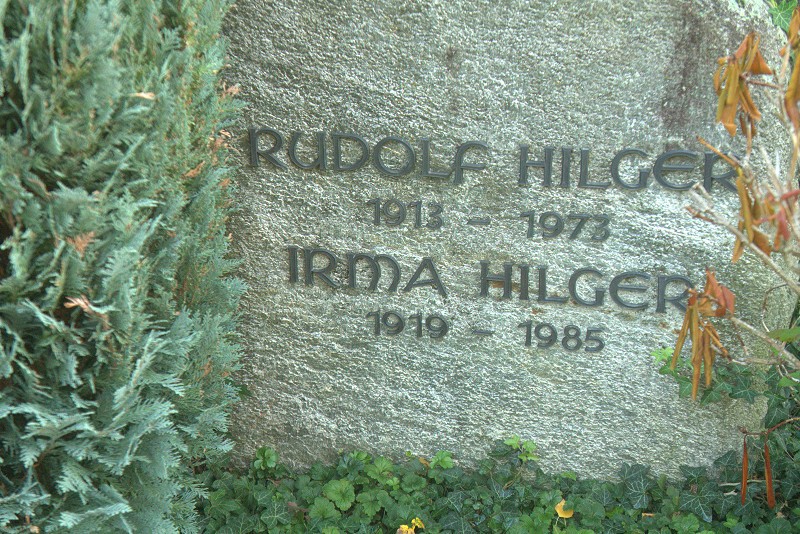 RUDOLF HILGER
1913 – 1973
IRMA HILGER
1919 – 1985